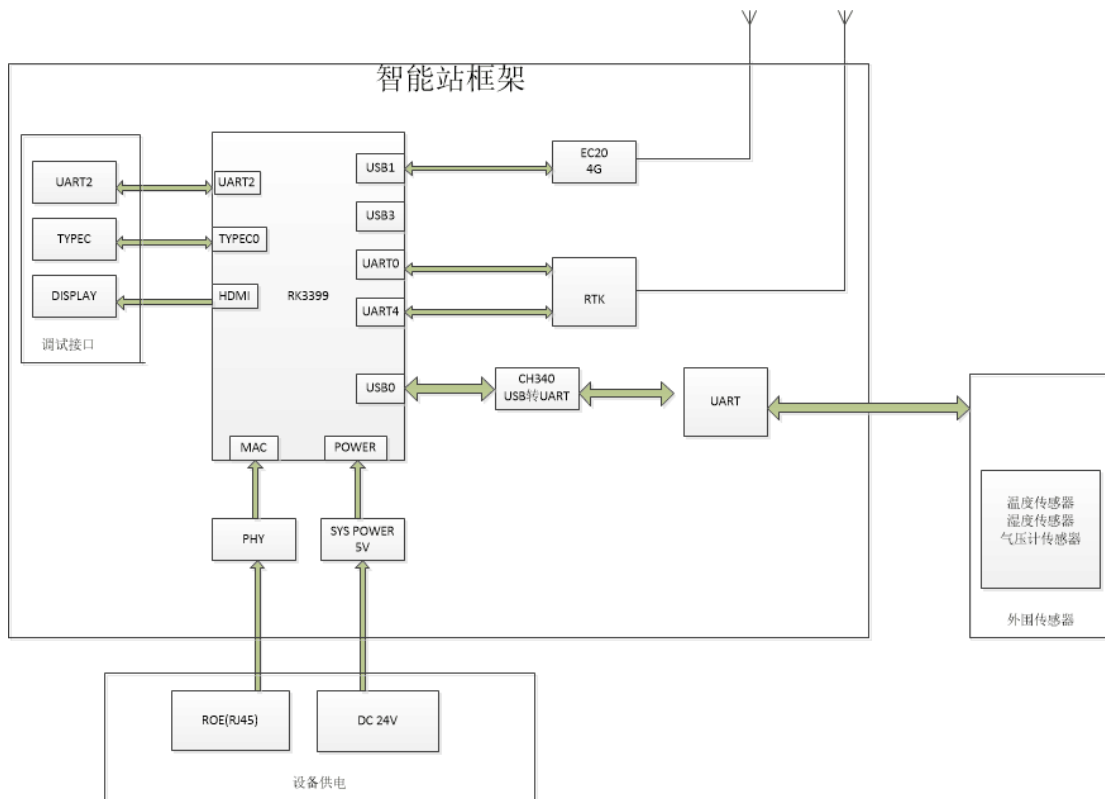 智能站框架
UART2
TYPEC
DISPLAY
调试接口
UART2
TYPEC0
HDMI
RK3399
USB1
USB3
UART0
UART4
USB0
MAC
POWER
EC20
4G
RTK
CH340
USB转UART
UART
温度传感器
湿度传感器
气压计传感器
外围传感器
PHY
SYS POWER
5V
ROE(RJ45)
DC 24V
设备供电